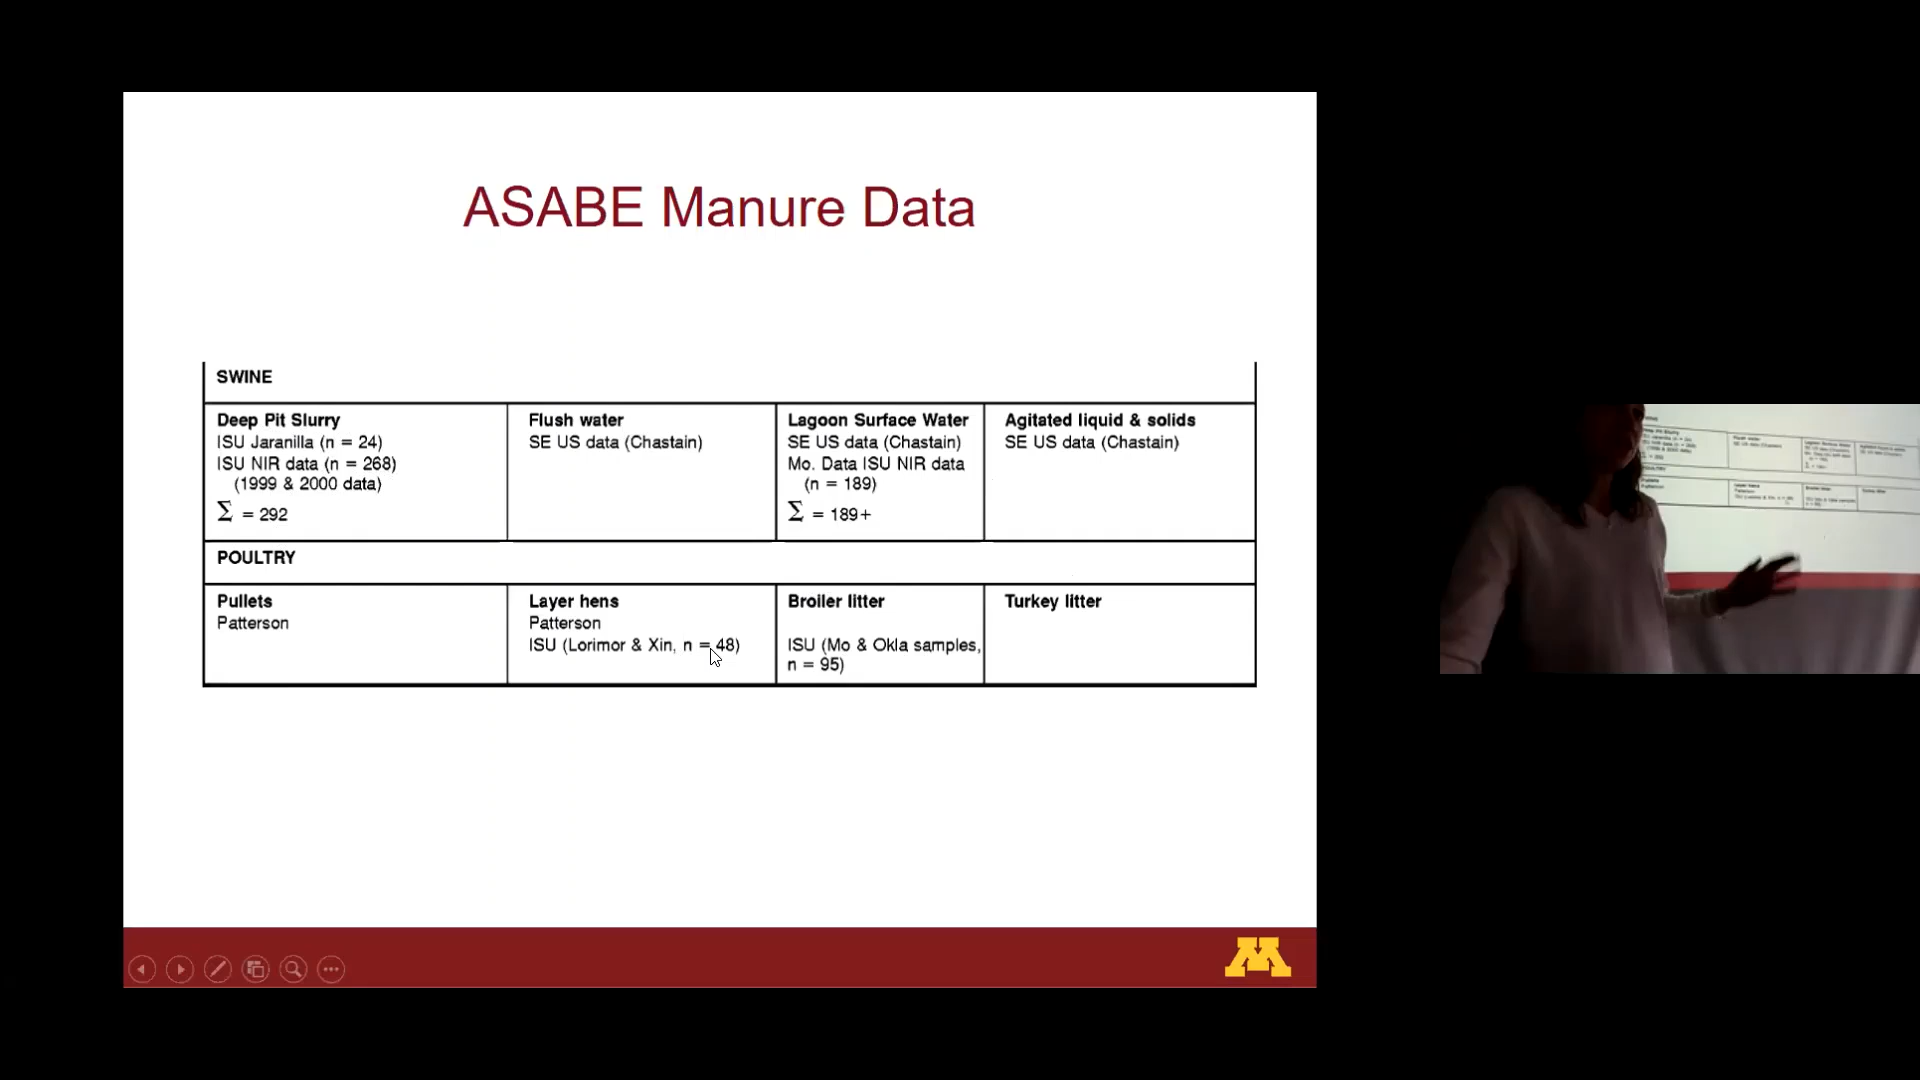 ASABE Manure Data
SWINE
Deep Pit Slurry
ISU Jaranilla (n = 24)
ISU NIR data (n = 268)
(1999 & 2000 data)
Σ = 292
Flush water
SE US data (Chastain)
Lagoon Surface Water
SE US data (Chastain)
Mo. Data ISU NIR data
(n = 189)
Σ = 189+
Agitated liquid & solids
SE US data (Chastain)
POULTRY
Pullets
Patterson
Layer hens
Patterson
ISU (Lorimor & Xin, n = 48)
Broiler litter
ISU (Mo & Okla samples,
n = 95)
Turkey litter
M